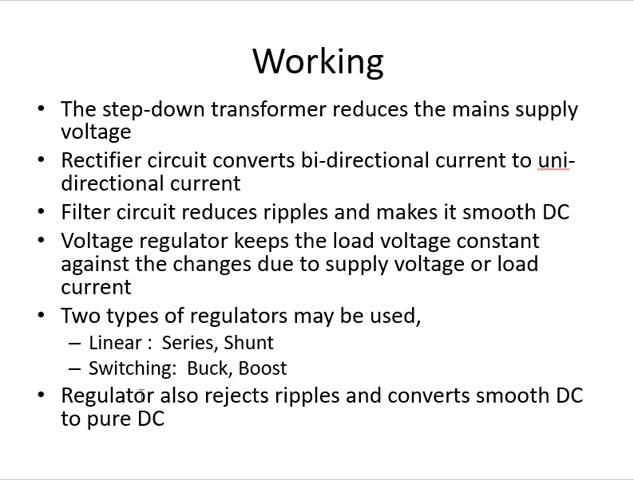 Working
• The step-down transformer reduces the mains supply
voltage
• Rectifier circuit converts bi-directional current to uni-
directional current
• Filter circuit reduces ripples and makes it smooth DC
• Voltage regulator keeps the load voltage constant
against the changes due to supply voltage or load
current
• Two types of regulators may be used,
– Linear :  Series, Shunt
– Switching:  Buck, Boost
• Regulator also rejects ripples and converts smooth DC
to pure DC